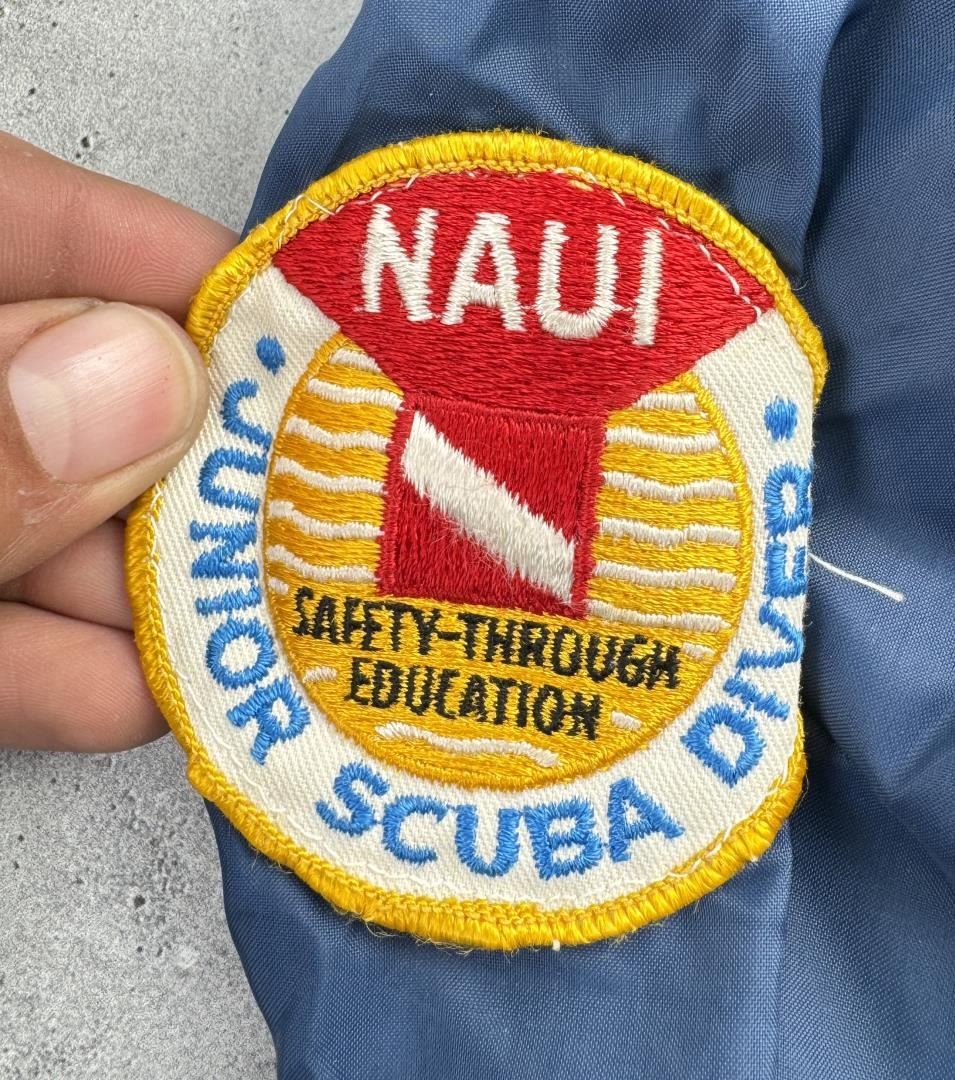 NAUI
SAFETY-THROUGH
EDUCATION
• JUNIOR SCUBA DIVER •